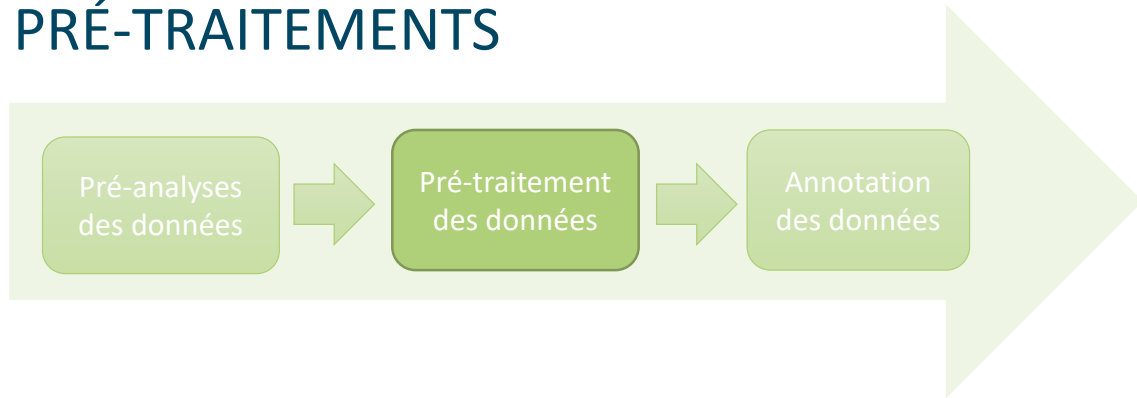 PRÉ-TRAITEMENTS
Pré-analyses
des données
Pré-traitement
des données
Annotation
des données